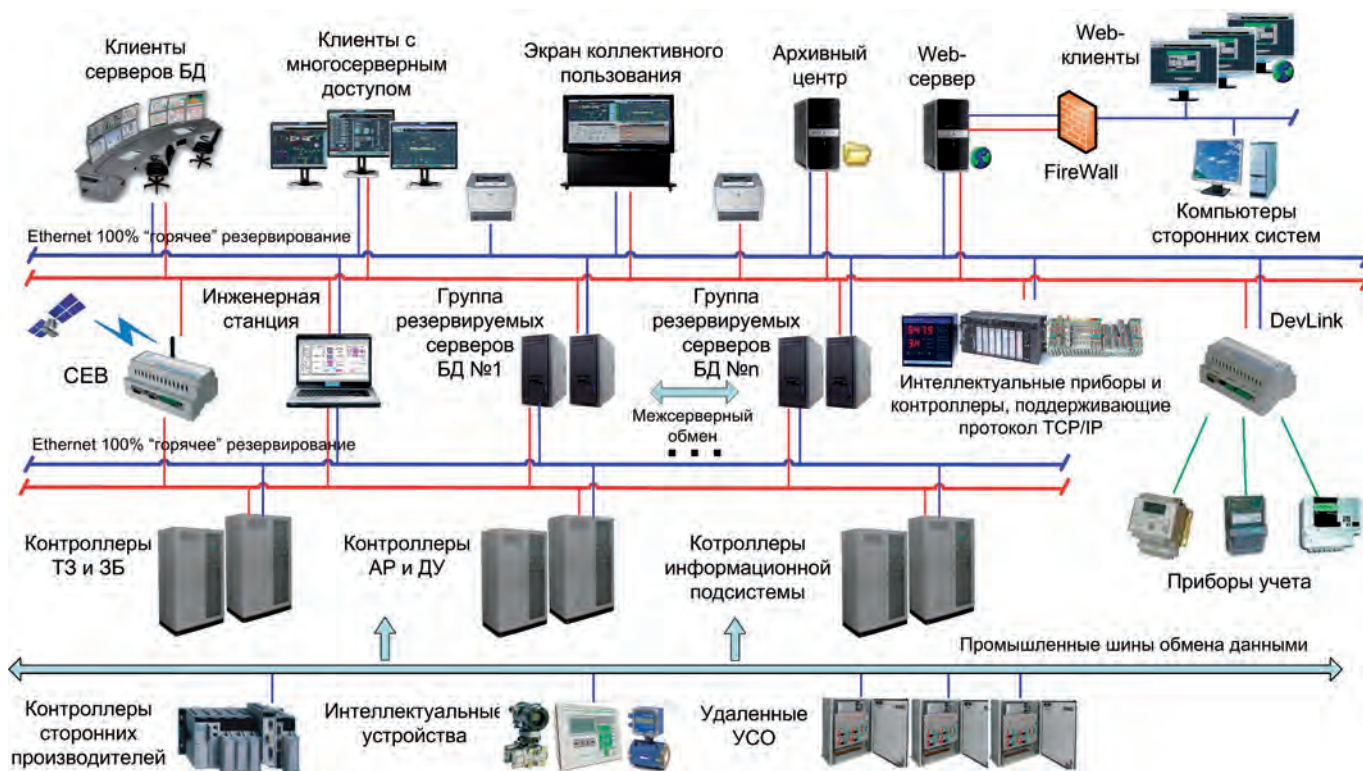 Клиенты
серверов БД
Клиенты с
многосерверным
доступом
Экран коллективного
пользования
Архивный
центр
Web-
сервер
Web-
клиенты
FireWall
Компьютеры
сторонних систем
Ethernet 100% “горячее” резервирование
СЕВ
Инженерная
станция
Группа
резервируемых
серверов
БД №1
Группа
резервируемых
серверов
БД №n
Межсерверный
обмен
Интеллектуальные приборы и
контроллеры, поддерживающие
протокол TCP/IP
DevLink
Ethernet 100% “горячее” резервирование
Контроллеры
ТЗ и ЗБ
Контроллеры
АР и ДУ
Котроллеры
информационной
подсистемы
Приборы учета
Промышленные шины обмена данными
Контроллеры
сторонних
производителей
Интеллектуальные
устройства
Удаленные
УСО